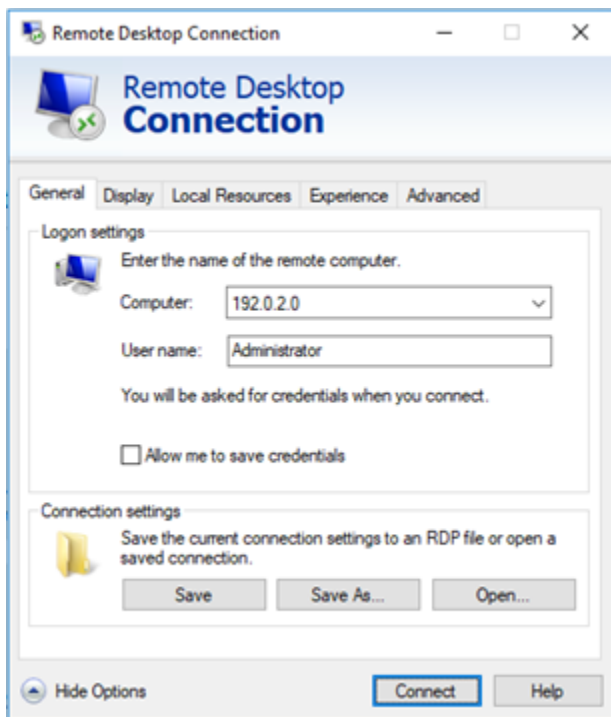 Remote Desktop Connection
Remote Desktop
Connection
General Display Local Resources Experience Advanced
Logon settings
Enter the name of the remote computer.
Computer: 192.0.2.0
User name: Administrator
You will be asked for credentials when you connect.
Allow me to save credentials
Connection settings
Save the current connection settings to an RDP file or open a
saved connection.
Save Save As... Open...
Hide Options Connect Help